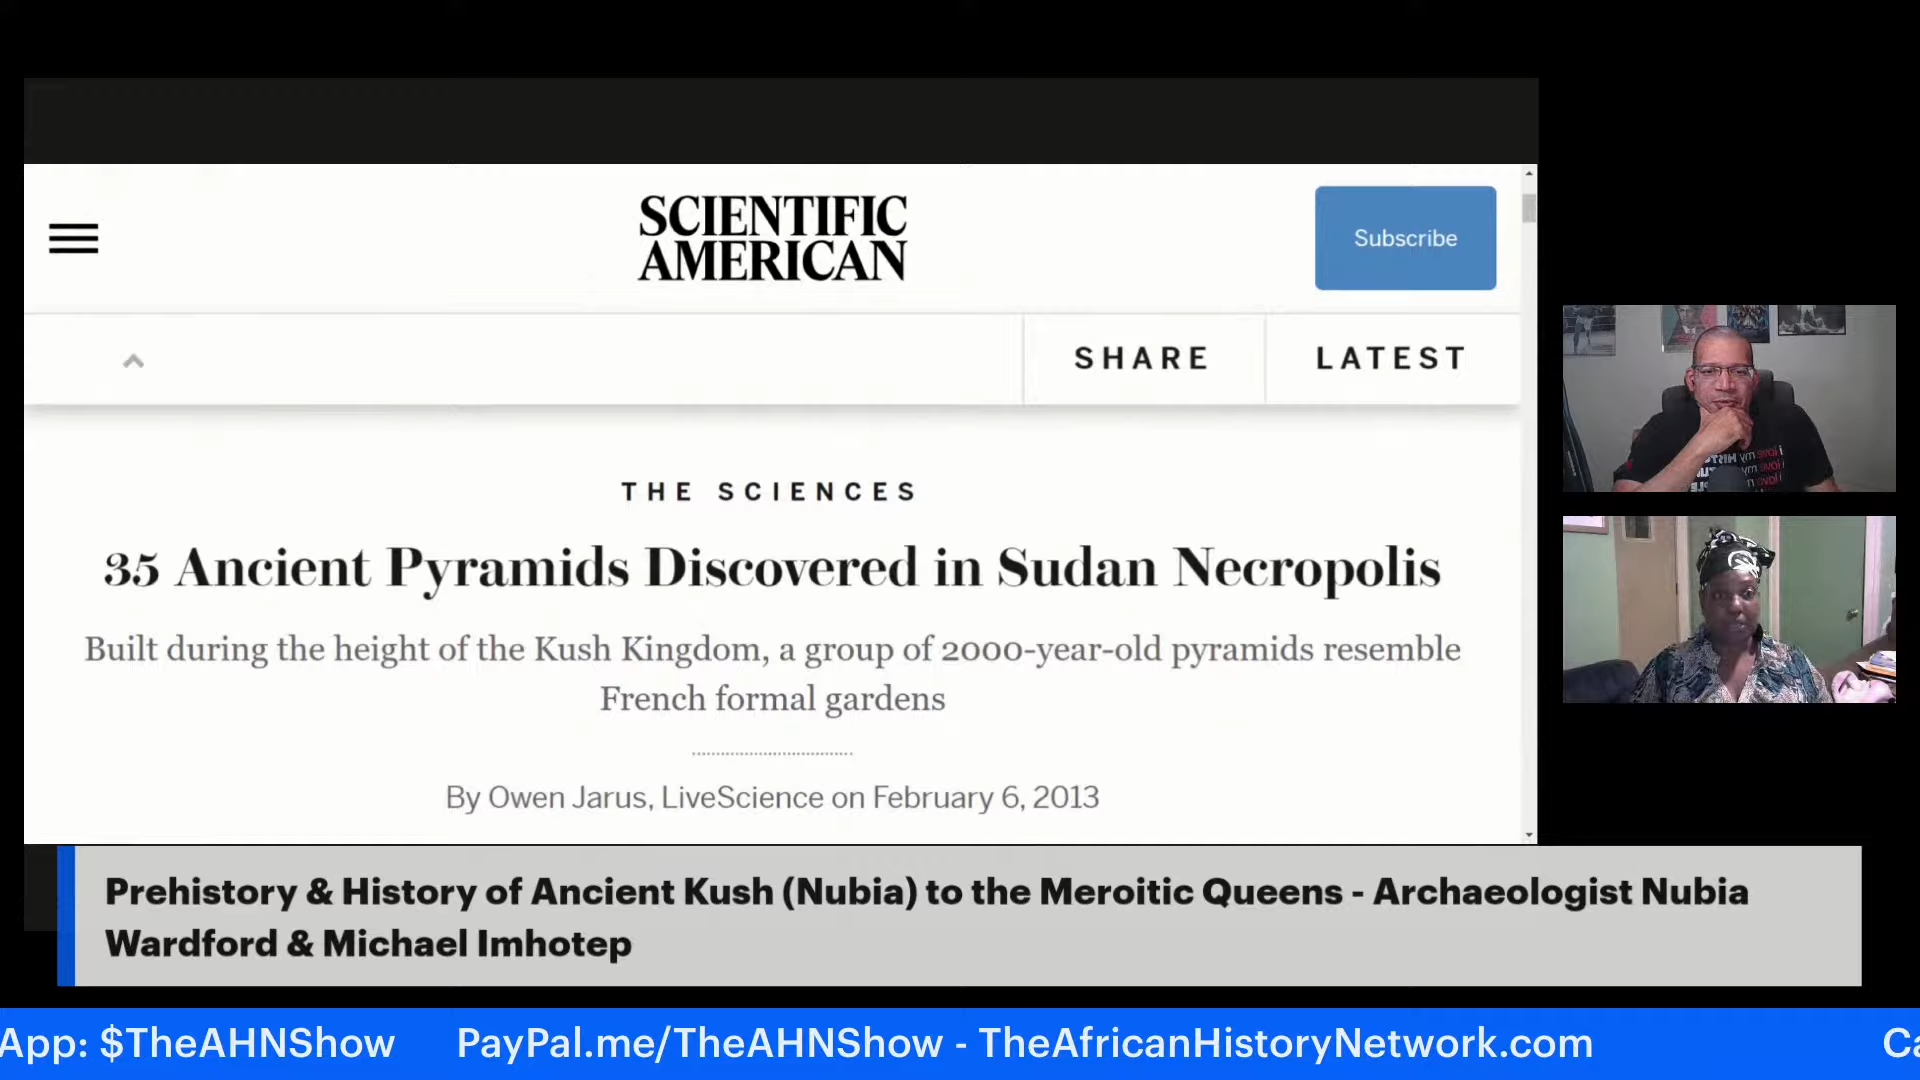 SCIENTIFIC
AMERICAN
Subscribe
SHARE
LATEST
THE SCIENCES
35 Ancient Pyramids Discovered in Sudan Necropolis
Built during the height of the Kush Kingdom, a group of 2000-year-old pyramids resemble
French formal gardens
By Owen Jarus, LiveScience on February 6, 2013
Prehistory & History of Ancient Kush (Nubia) to the Meroitic Queens - Archaeologist Nubia
Wardford & Michael Imhotep
App: $TheAHNShow PayPal.me/TheAHNShow - TheAfricanHistoryNetwork.com Ca